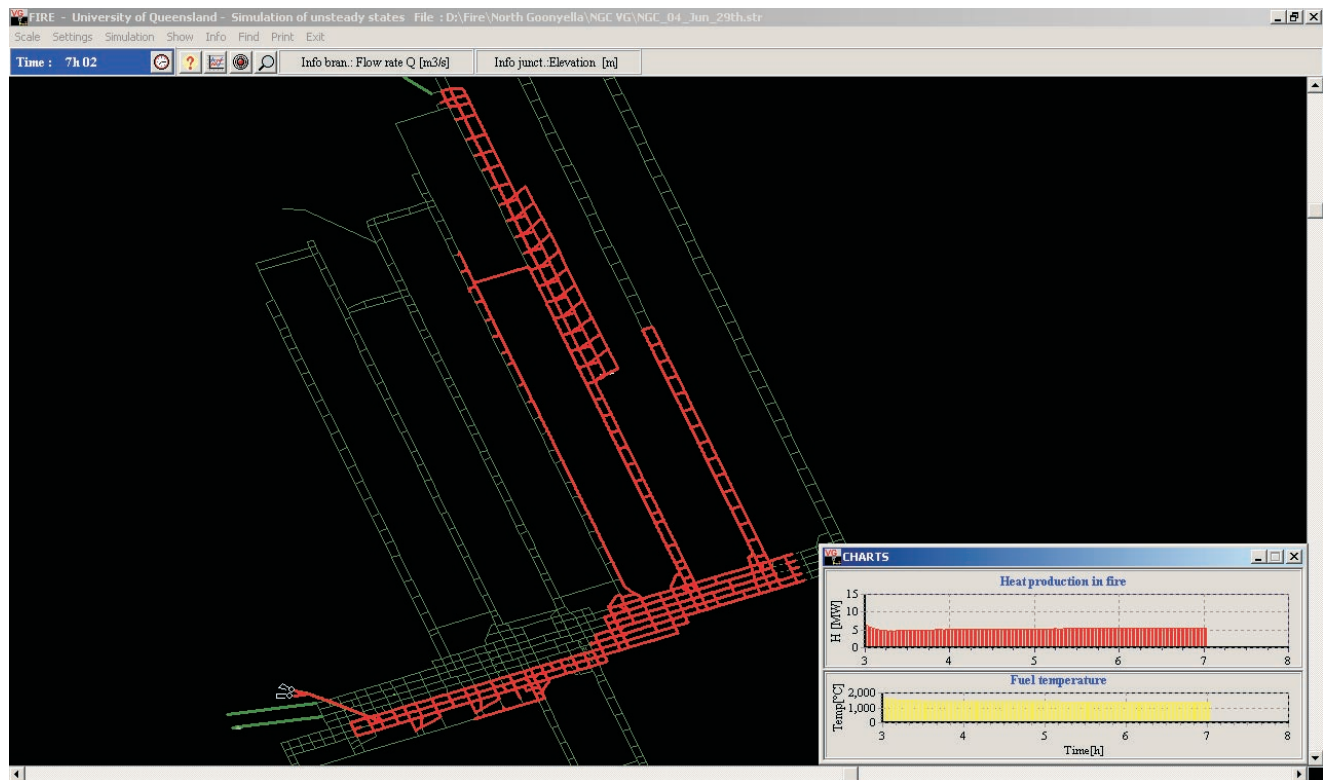 FIRE - University of Queensland - Simulation of unsteady states File : D:\Fire\North Goonyella\NGC VG\NGC_04_Jun_29th.str
Scale Settings Simulation Show Info Find Print Exit
Time : 7h 02 ? Info bran.: Flow rate Q [m3/s] Info junct.:Elevation [m]
VG CHARTS
Heat production in fire
H [MW]
15
10
5
0
3 4 5 6 7 8
Fuel temperature
Temp[°C]
2,000
1,000
0
3 4 5 6 7 8
Time[h]